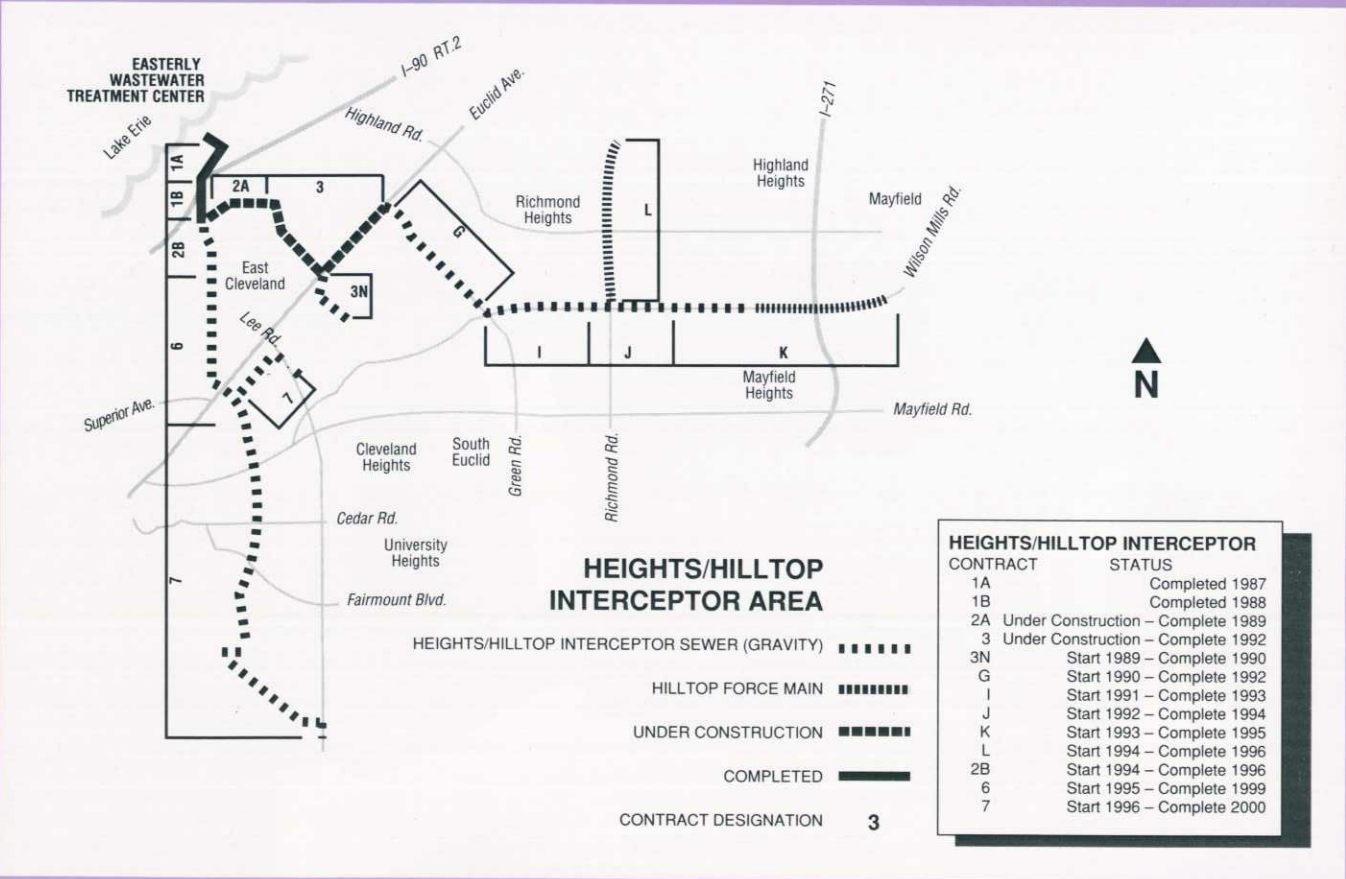 EASTERLY
WASTEWATER
TREATMENT CENTER
Lake Erie
I-90 RT.2
Euclid Ave.
Highland Rd.
I-271
1A
1B
2A
3
2B
G
L
Richmond
Heights
Highland
Heights
Mayfield
Wilson Mills Rd.
East
Cleveland
3N
Lee Rd.
6
7
I
J
K
Mayfield
Heights
N
Superior Ave.
Mayfield Rd.
Cleveland
Heights
South
Euclid
Green Rd.
Richmond Rd.
Cedar Rd.
University
Heights
7
Fairmount Blvd.
HEIGHTS/HILLTOP
INTERCEPTOR AREA
HEIGHTS/HILLTOP INTERCEPTOR SEWER (GRAVITY)
HILLTOP FORCE MAIN
UNDER CONSTRUCTION
COMPLETED
CONTRACT DESIGNATION 3
HEIGHTS/HILLTOP INTERCEPTOR
CONTRACT STATUS
1A Completed 1987
1B Completed 1988
2A Under Construction – Complete 1989
3 Under Construction – Complete 1992
3N Start 1989 – Complete 1990
G Start 1990 – Complete 1992
I Start 1991 – Complete 1993
J Start 1992 – Complete 1994
K Start 1993 – Complete 1995
L Start 1994 – Complete 1996
2B Start 1994 – Complete 1996
6 Start 1995 – Complete 1999
7 Start 1996 – Complete 2000